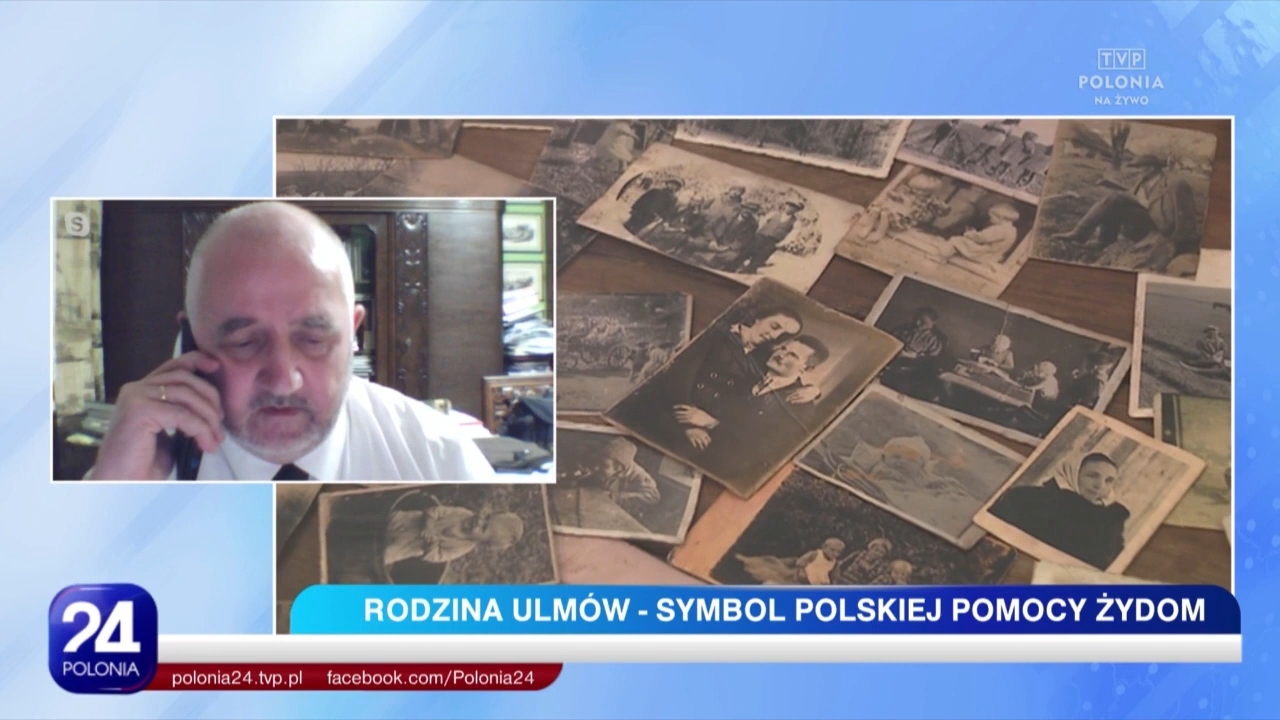 TVP
POLONIA
NA ŻYWO
S
RODZINA ULMÓW - SYMBOL POLSKIEJ POMOCY ŻYDOM
24
POLONIA
polonia24.tvp.pl facebook.com/Polonia24